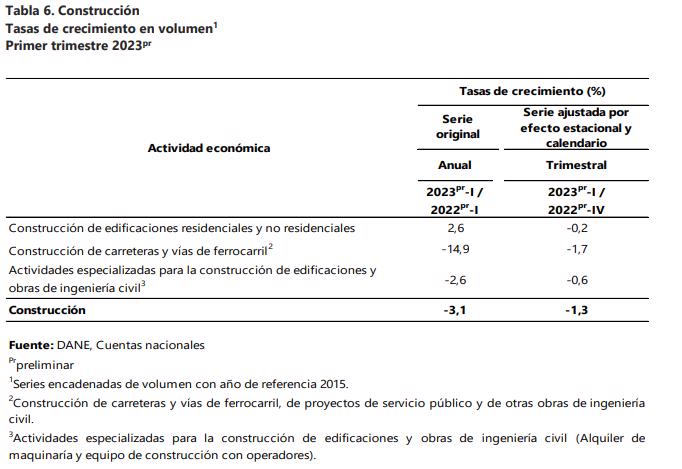 Tabla 6. Construcción
Tasas de crecimiento en volumen¹
Primer trimestre 2023ᵖʳ
Tasas de crecimiento (%)
Serie original
Serie ajustada por efecto estacional y calendario
Actividad económica
Anual
Trimestral
2023ᵖʳ-I / 2022ᵖʳ-I
2023ᵖʳ-I / 2022ᵖʳ-IV
Construcción de edificaciones residenciales y no residenciales 2,6 -0,2
Construcción de carreteras y vías de ferrocarril² -14,9 -1,7
Actividades especializadas para la construcción de edificaciones y
obras de ingeniería civil³ -2,6 -0,6
Construcción -3,1 -1,3
Fuente: DANE, Cuentas nacionales
ᴾʳpreliminar
¹Series encadenadas de volumen con año de referencia 2015.
²Construcción de carreteras y vías de ferrocarril, de proyectos de servicio público y de otras obras de ingeniería
civil.
³Actividades especializadas para la construcción de edificaciones y obras de ingeniería civil (Alquiler de
maquinaría y equipo de construcción con operadores).